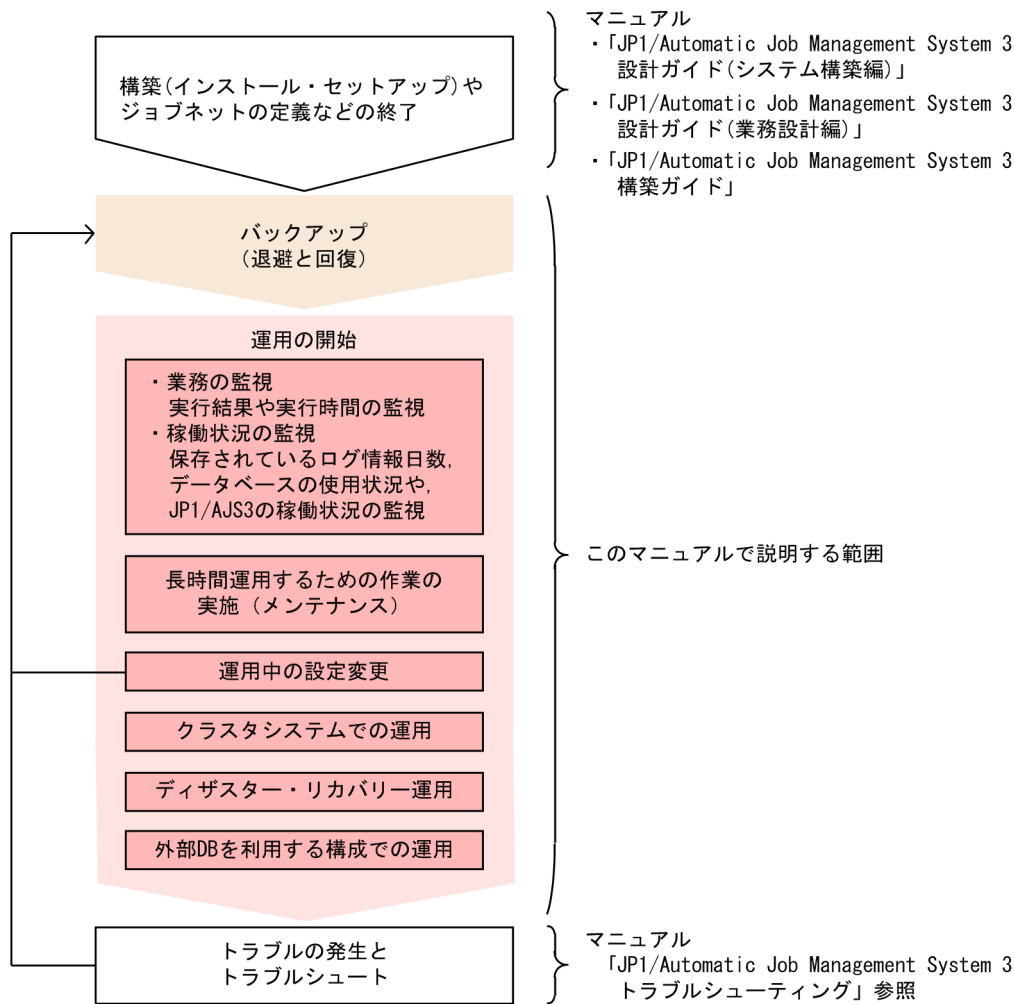 構築(インストール・セットアップ)や
ジョブネットの定義などの終了
マニュアル
・「JP1/Automatic Job Management System 3
設計ガイド(システム構築編)」
・「JP1/Automatic Job Management System 3
設計ガイド(業務設計編)」
・「JP1/Automatic Job Management System 3
構築ガイド」
バックアップ
(退避と回復)
運用の開始
・業務の監視
実行結果や実行時間の監視
・稼働状況の監視
保存されているログ情報日数,
データベースの使用状況や,
JP1/AJS3の稼働状況の監視
長時間運用するための作業の
実施（メンテナンス）
運用中の設定変更
クラスタシステムでの運用
ディザスター・リカバリー運用
外部DBを利用する構成での運用
このマニュアルで説明する範囲
トラブルの発生と
トラブルシュート
マニュアル
「JP1/Automatic Job Management System 3
トラブルシューティング」参照